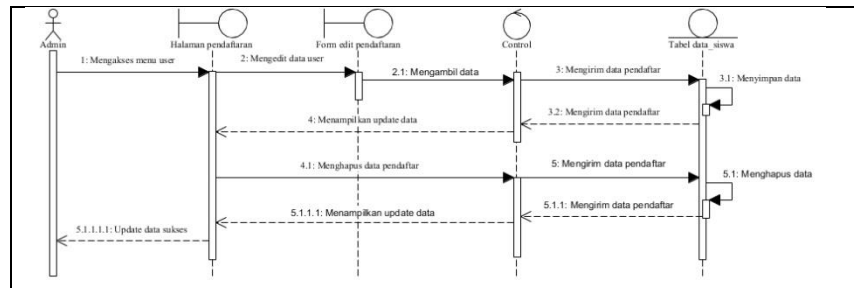 Admin
Halaman pendaftaran
Form edit pendaftaran
Control
Tabel data_siswa
1: Mengakses menu user
2: Mengedit data user
2.1: Mengambil data
3: Mengirim data pendaftar
3.1: Menyimpan data
3.2: Mengirim data pendaftar
4: Menampilkan update data
4.1: Menghapus data pendaftar
5: Mengirim data pendaftar
5.1: Menghapus data
5.1.1: Mengirim data pendaftar
5.1.1.1: Menampilkan update data
5.1.1.1.1: Update data sukses